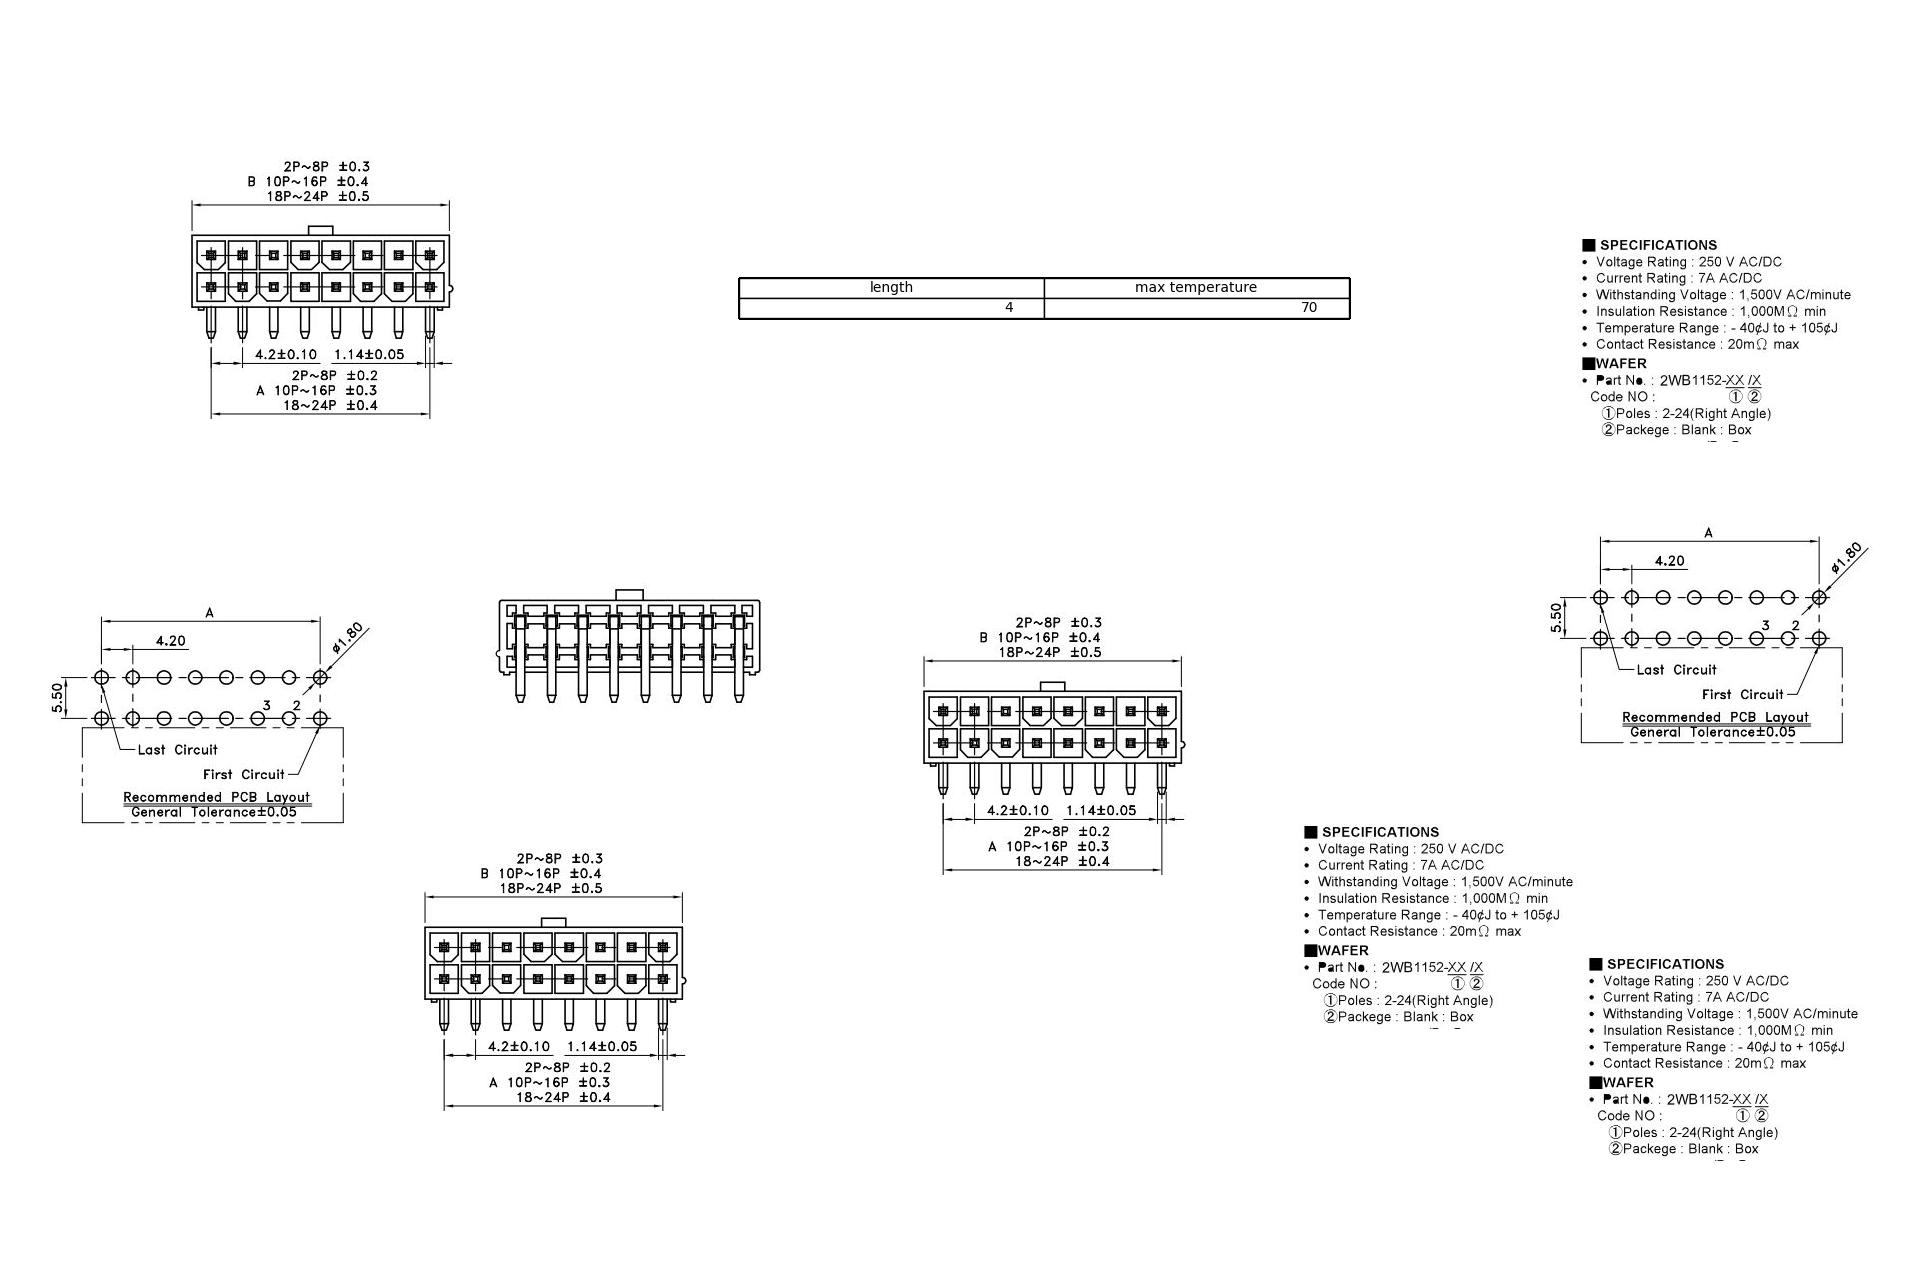 2P~8P ±0.3
B 10P~16P ±0.4
18P~24P ±0.5
4.2±0.10 1.14±0.05
2P~8P ±0.2
A 10P~16P ±0.3
18~24P ±0.4
length max temperature
4 70
■ SPECIFICATIONS
• Voltage Rating : 250 V AC/DC
• Current Rating : 7A AC/DC
• Withstanding Voltage : 1,500V AC/minute
• Insulation Resistance : 1,000MΩ min
• Temperature Range : - 40¢J to + 105¢J
• Contact Resistance : 20mΩ max
■WAFER
• Part No. : 2WB1152-XX /X
Code NO : ① ②
①Poles : 2-24(Right Angle)
②Packege : Blank : Box
A
4.20
ø1.80
5.50
3 2
Last Circuit
First Circuit
Recommended PCB Layout
General Tolerance±0.05
A
4.20
ø1.80
5.50
3 2
Last Circuit
First Circuit
Recommended PCB Layout
General Tolerance±0.05
2P~8P ±0.3
B 10P~16P ±0.4
18P~24P ±0.5
4.2±0.10 1.14±0.05
2P~8P ±0.2
A 10P~16P ±0.3
18~24P ±0.4
2P~8P ±0.3
B 10P~16P ±0.4
18P~24P ±0.5
4.2±0.10 1.14±0.05
2P~8P ±0.2
A 10P~16P ±0.3
18~24P ±0.4
■ SPECIFICATIONS
• Voltage Rating : 250 V AC/DC
• Current Rating : 7A AC/DC
• Withstanding Voltage : 1,500V AC/minute
• Insulation Resistance : 1,000MΩ min
• Temperature Range : - 40¢J to + 105¢J
• Contact Resistance : 20mΩ max
■WAFER
• Part No. : 2WB1152-XX /X
Code NO : ① ②
①Poles : 2-24(Right Angle)
②Packege : Blank : Box
■ SPECIFICATIONS
• Voltage Rating : 250 V AC/DC
• Current Rating : 7A AC/DC
• Withstanding Voltage : 1,500V AC/minute
• Insulation Resistance : 1,000MΩ min
• Temperature Range : - 40¢J to + 105¢J
• Contact Resistance : 20mΩ max
■WAFER
• Part No. : 2WB1152-XX /X
Code NO : ① ②
①Poles : 2-24(Right Angle)
②Packege : Blank : Box